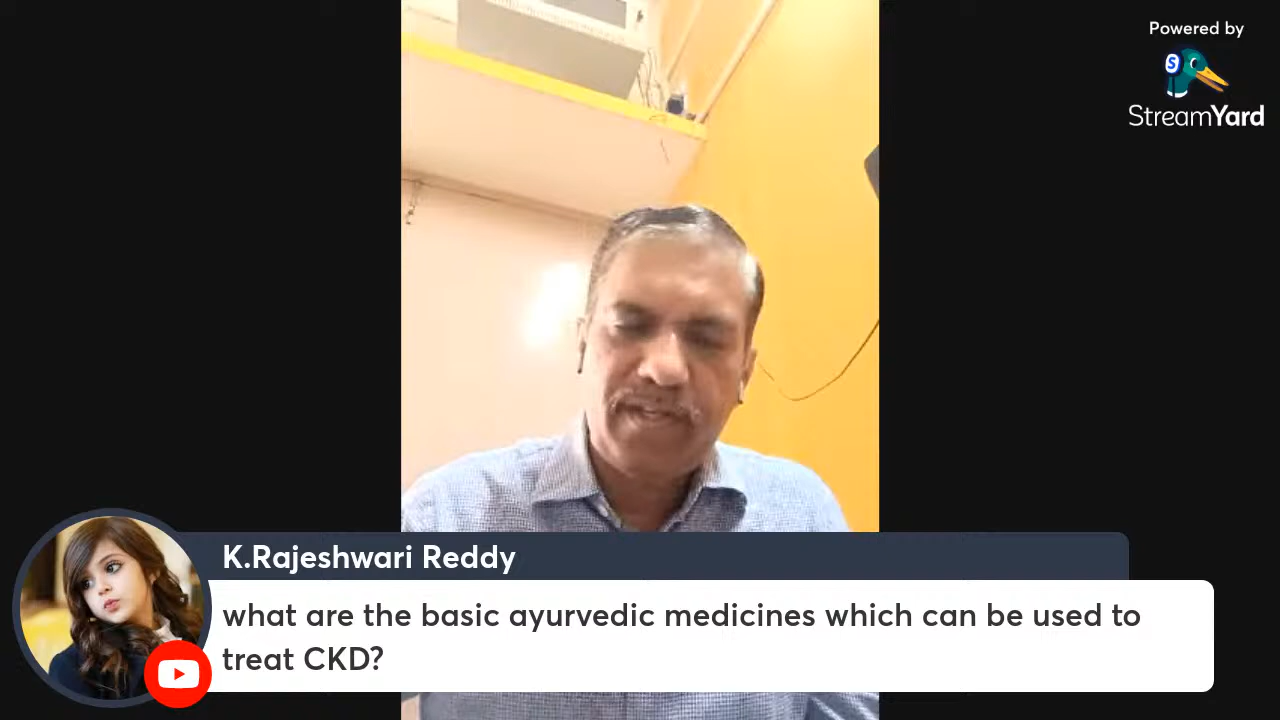 Powered by
StreamYard
K.Rajeshwari Reddy
what are the basic ayurvedic medicines which can be used to
treat CKD?